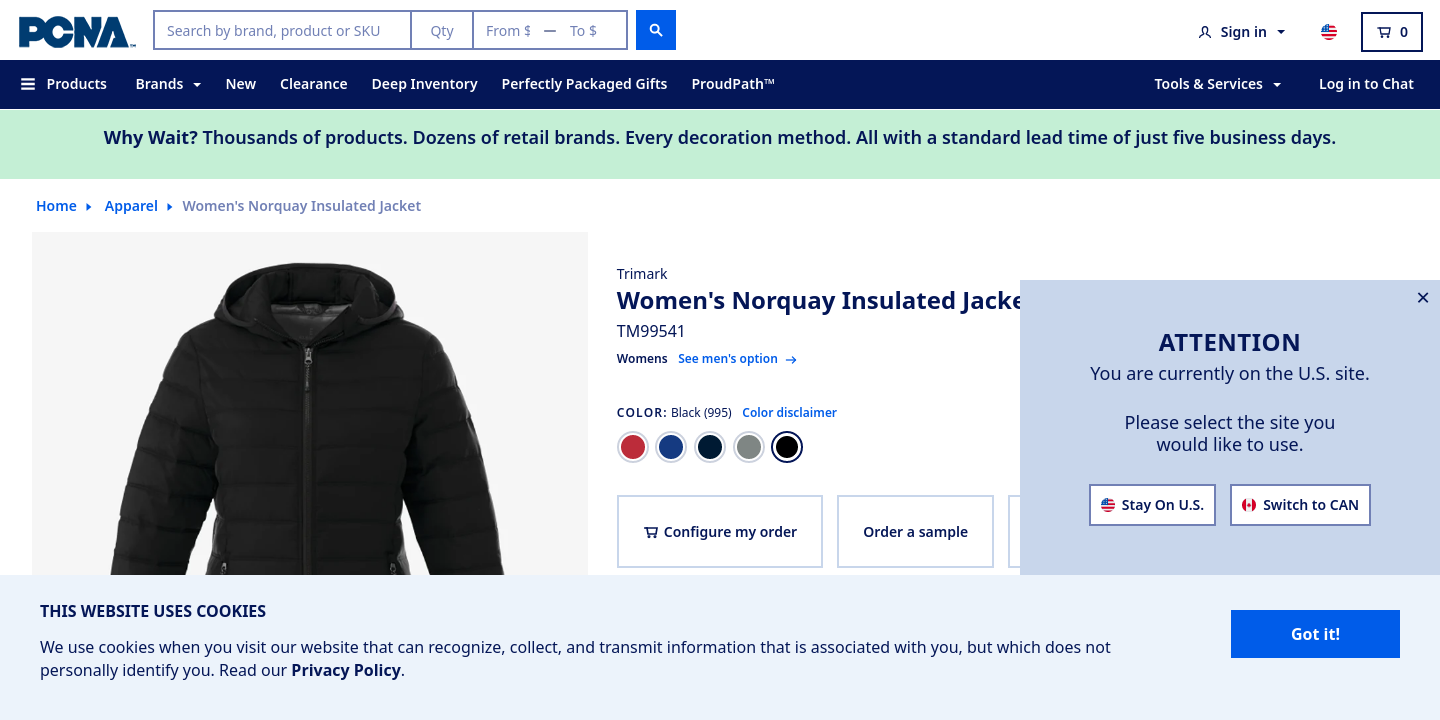 PCNA™
Search by brand, product or SKU
Qty
From $ — To $
Sign in
0
Products
Brands
New
Clearance
Deep Inventory
Perfectly Packaged Gifts
ProudPath™
Tools & Services
Log in to Chat
Why Wait? Thousands of products. Dozens of retail brands. Every decoration method. All with a standard lead time of just five business days.
Home
Apparel
Women's Norquay Insulated Jacket
Trimark
Women's Norquay Insulated Jacke
TM99541
Womens See men's option →
COLOR: Black (995) Color disclaimer
Configure my order
Order a sample
ATTENTION
You are currently on the U.S. site.
Please select the site you
would like to use.
Stay On U.S.
Switch to CAN
THIS WEBSITE USES COOKIES
We use cookies when you visit our website that can recognize, collect, and transmit information that is associated with you, but which does not
personally identify you. Read our Privacy Policy.
Got it!